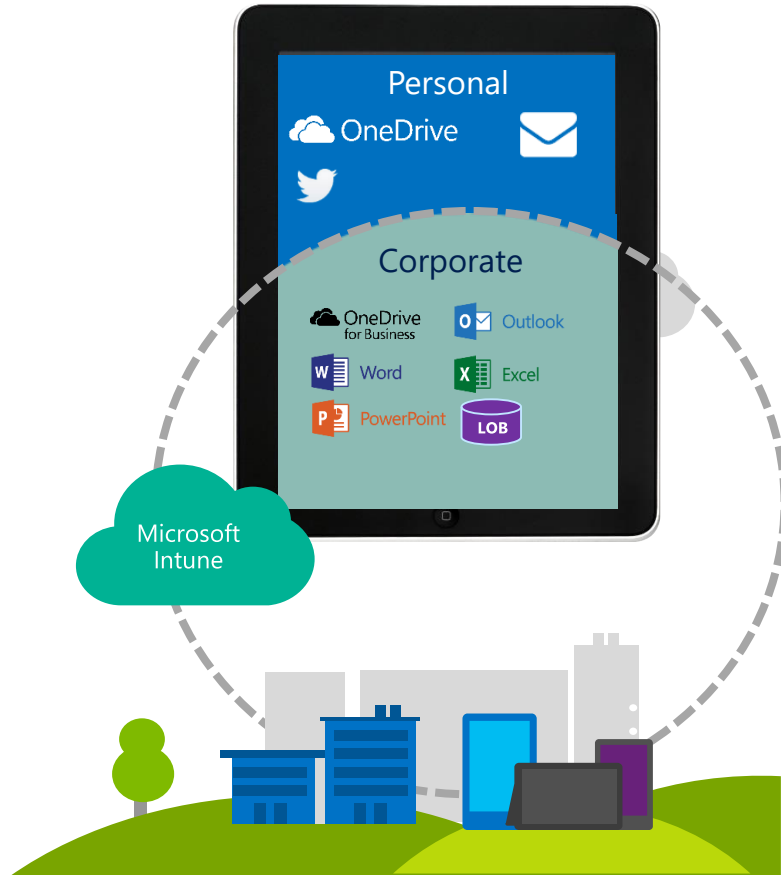 Personal
OneDrive
Corporate
OneDrive
for Business
Outlook
Word
Excel
PowerPoint
LOB
Microsoft
Intune